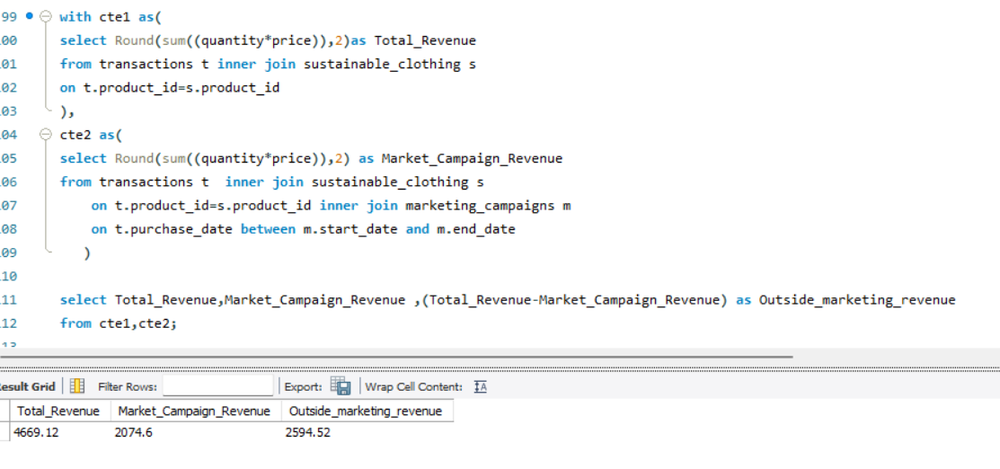 99 with cte1 as(
00 select Round(sum((quantity*price)),2)as Total_Revenue
01 from transactions t inner join sustainable_clothing s
02 on t.product_id=s.product_id
03 ),
04 cte2 as(
05 select Round(sum((quantity*price)),2) as Market_Campaign_Revenue
06 from transactions t  inner join sustainable_clothing s
07 on t.product_id=s.product_id inner join marketing_campaigns m
08 on t.purchase_date between m.start_date and m.end_date
09 )
10
11 select Total_Revenue,Market_Campaign_Revenue ,(Total_Revenue-Market_Campaign_Revenue) as Outside_marketing_revenue
12 from cte1,cte2;
Result Grid Filter Rows: Export: Wrap Cell Content:
Total_Revenue Market_Campaign_Revenue Outside_marketing_revenue
4669.12 2074.6 2594.52